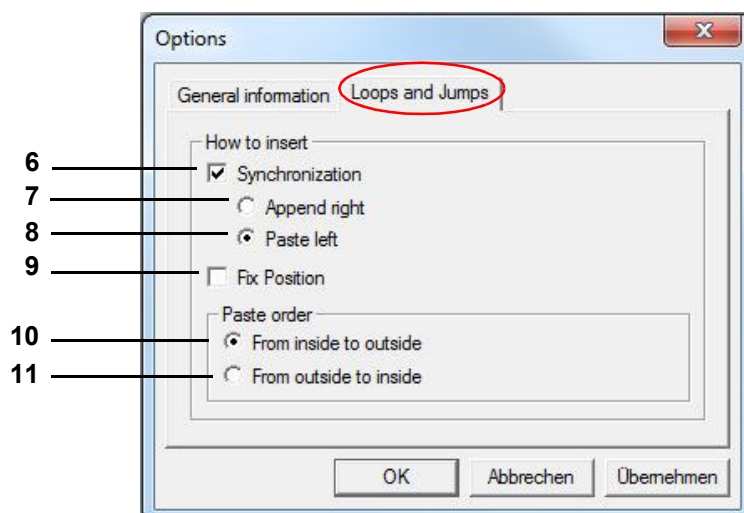 Options
General information Loops and Jumps
How to insert
6 Synchronization
7 Append right
8 Paste left
9 Fix Position
Paste order
10 From inside to outside
11 From outside to inside
OK Abbrechen Übernehmen